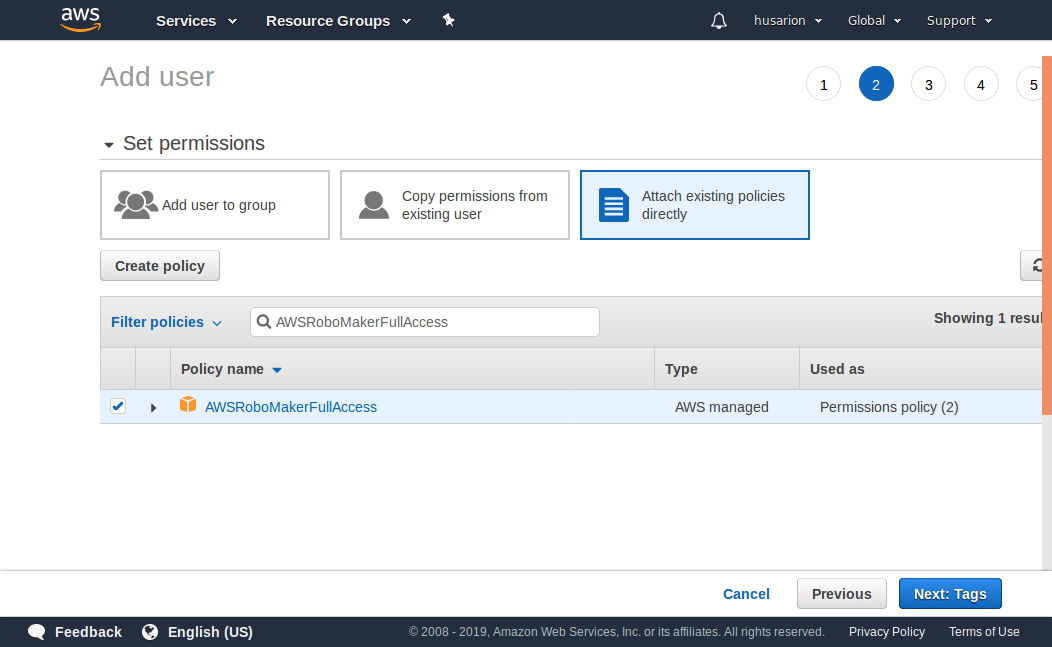 aws Services Resource Groups husarion Global Support
Add user
1 2 3 4 5
Set permissions
Add user to group
Copy permissions from
existing user
Attach existing policies
directly
Create policy
Filter policies AWSRoboMakerFullAccess Showing 1 resul
Policy name Type Used as
AWSRoboMakerFullAccess AWS managed Permissions policy (2)
Cancel Previous Next: Tags
Feedback English (US) © 2008 - 2019, Amazon Web Services, Inc. or its affiliates. All rights reserved. Privacy Policy Terms of Use